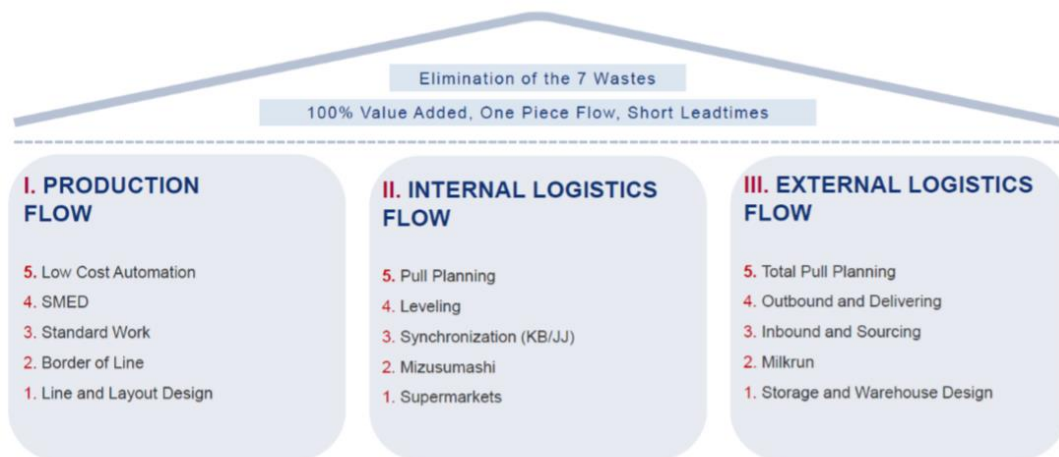 Elimination of the 7 Wastes
100% Value Added, One Piece Flow, Short Leadtimes
I. PRODUCTION
FLOW
5. Low Cost Automation
4. SMED
3. Standard Work
2. Border of Line
1. Line and Layout Design
II. INTERNAL LOGISTICS
FLOW
5. Pull Planning
4. Leveling
3. Synchronization (KB/JJ)
2. Mizusumashi
1. Supermarkets
III. EXTERNAL LOGISTICS
FLOW
5. Total Pull Planning
4. Outbound and Delivering
3. Inbound and Sourcing
2. Milkrun
1. Storage and Warehouse Design